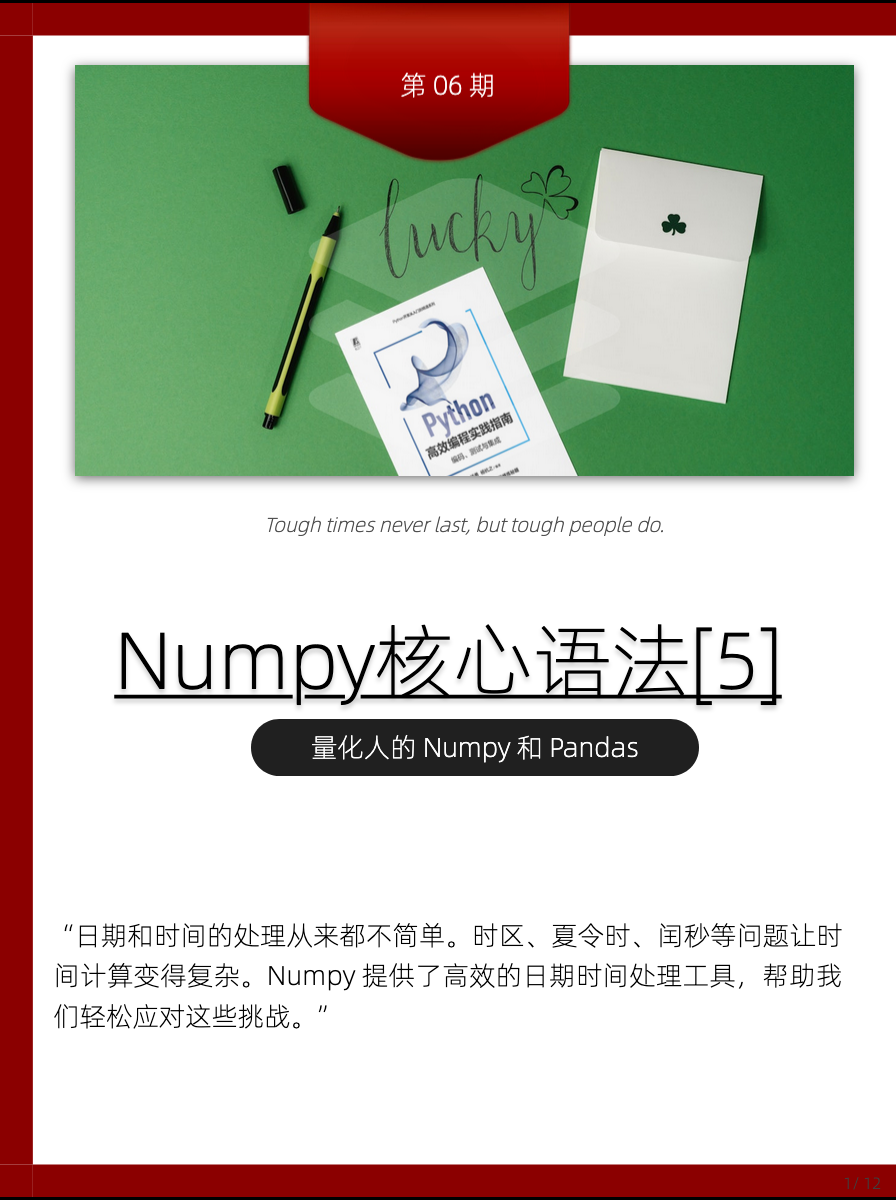 第 06 期
lucky
Python
高效编程实践指南
编码、测试与集成
Tough times never last, but tough people do.
Numpy核心语法[5]
量化人的 Numpy 和 Pandas
“日期和时间的处理从来都不简单。时区、夏令时、闰秒等问题让时
间计算变得复杂。Numpy 提供了高效的日期时间处理工具，帮助我
们轻松应对这些挑战。”
1/ 12